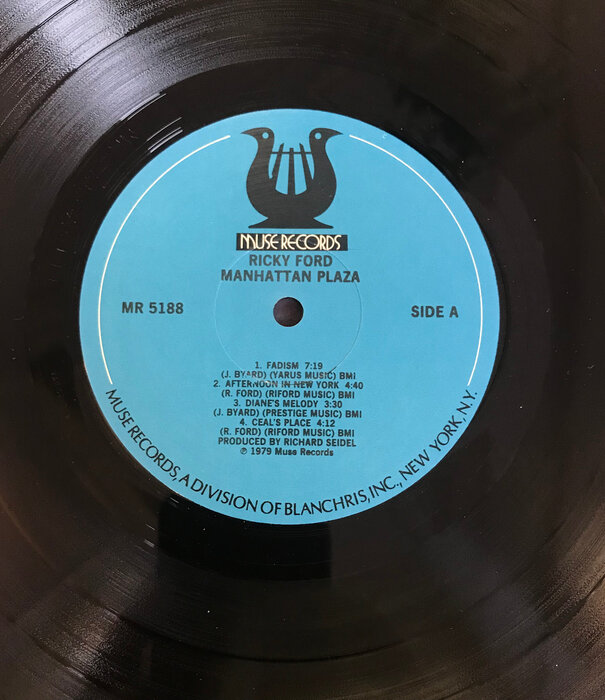 MUSE RECORDS
RICKY FORD
MANHATTAN PLAZA
MR 5188
SIDE A
1. FADISM 7:19
(J. BYARD) (YARUS MUSIC) BMI
2. AFTERNOON IN NEW YORK 4:40
(R. FORD) (RIFORD MUSIC) BMI
3. DIANE'S MELODY 3:30
(J. BYARD) (PRESTIGE MUSIC) BMI
4. CEAL'S PLACE 4:12
(R. FORD) (RIFORD MUSIC) BMI
PRODUCED BY RICHARD SEIDEL
℗ 1979 Muse Records
MUSE RECORDS, A DIVISION OF BLANCHRIS, INC., NEW YORK, N.Y.